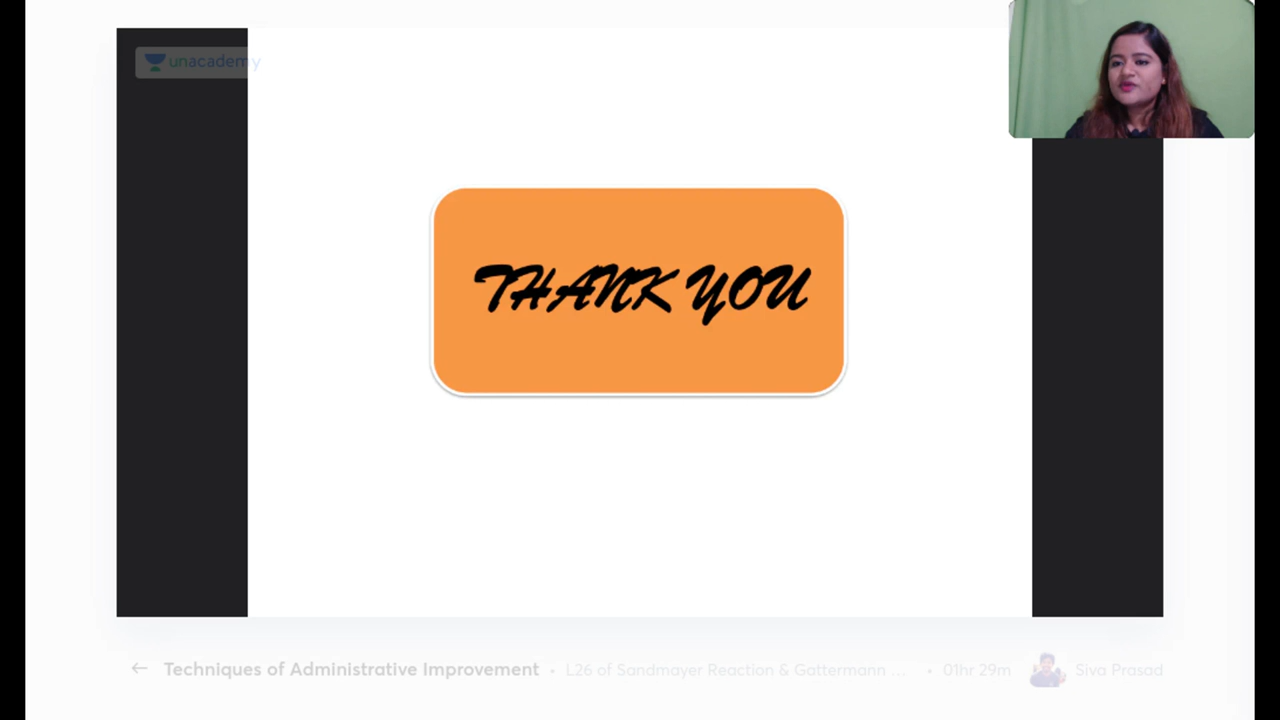 unacademy
THANK YOU
Techniques of Administrative Improvement • L26 of Sandmayer Reaction & Gattermann ... • 01hr 29m Siva Prasad